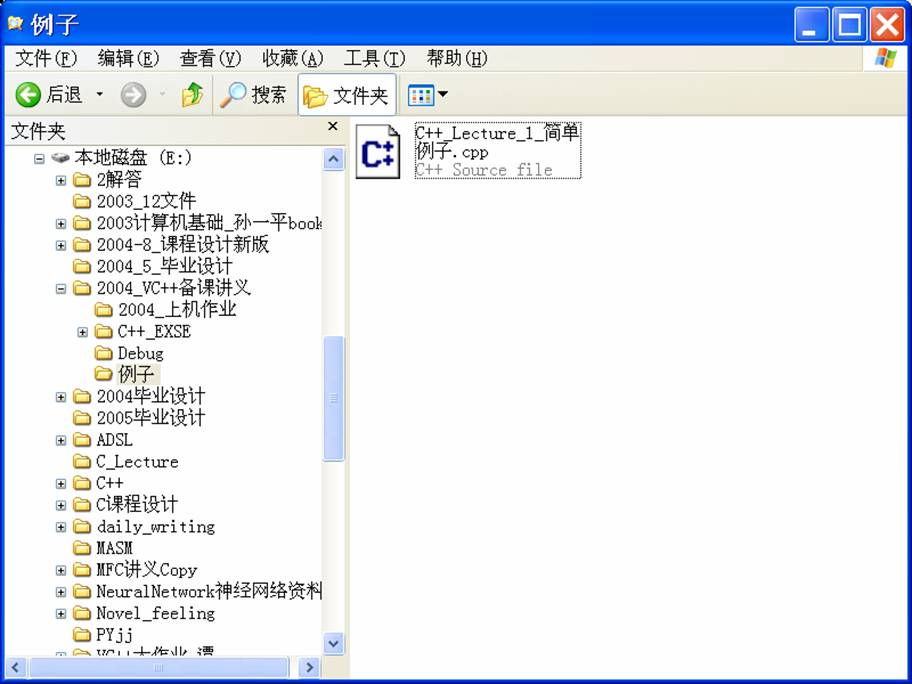 例子
文件(F) 编辑(E) 查看(V) 收藏(A) 工具(T) 帮助(H)
后退 搜索 文件夹
文件夹
本地磁盘 (E:)
2解答
2003_12文件
2003计算机基础_孙一平book
2004-8_课程设计新版
2004_5_毕业设计
2004_VC++备课讲义
2004_上机作业
C++_EXSE
Debug
例子
2004毕业设计
2005毕业设计
ADSL
C_Lecture
C++
C课程设计
daily_writing
MASM
MFC讲义Copy
NeuralNetwork神经网络资料
Novel_feeling
PYjj
VC++大作业_谭
C++_Lecture_1_简单
例子.cpp
C++ Source file